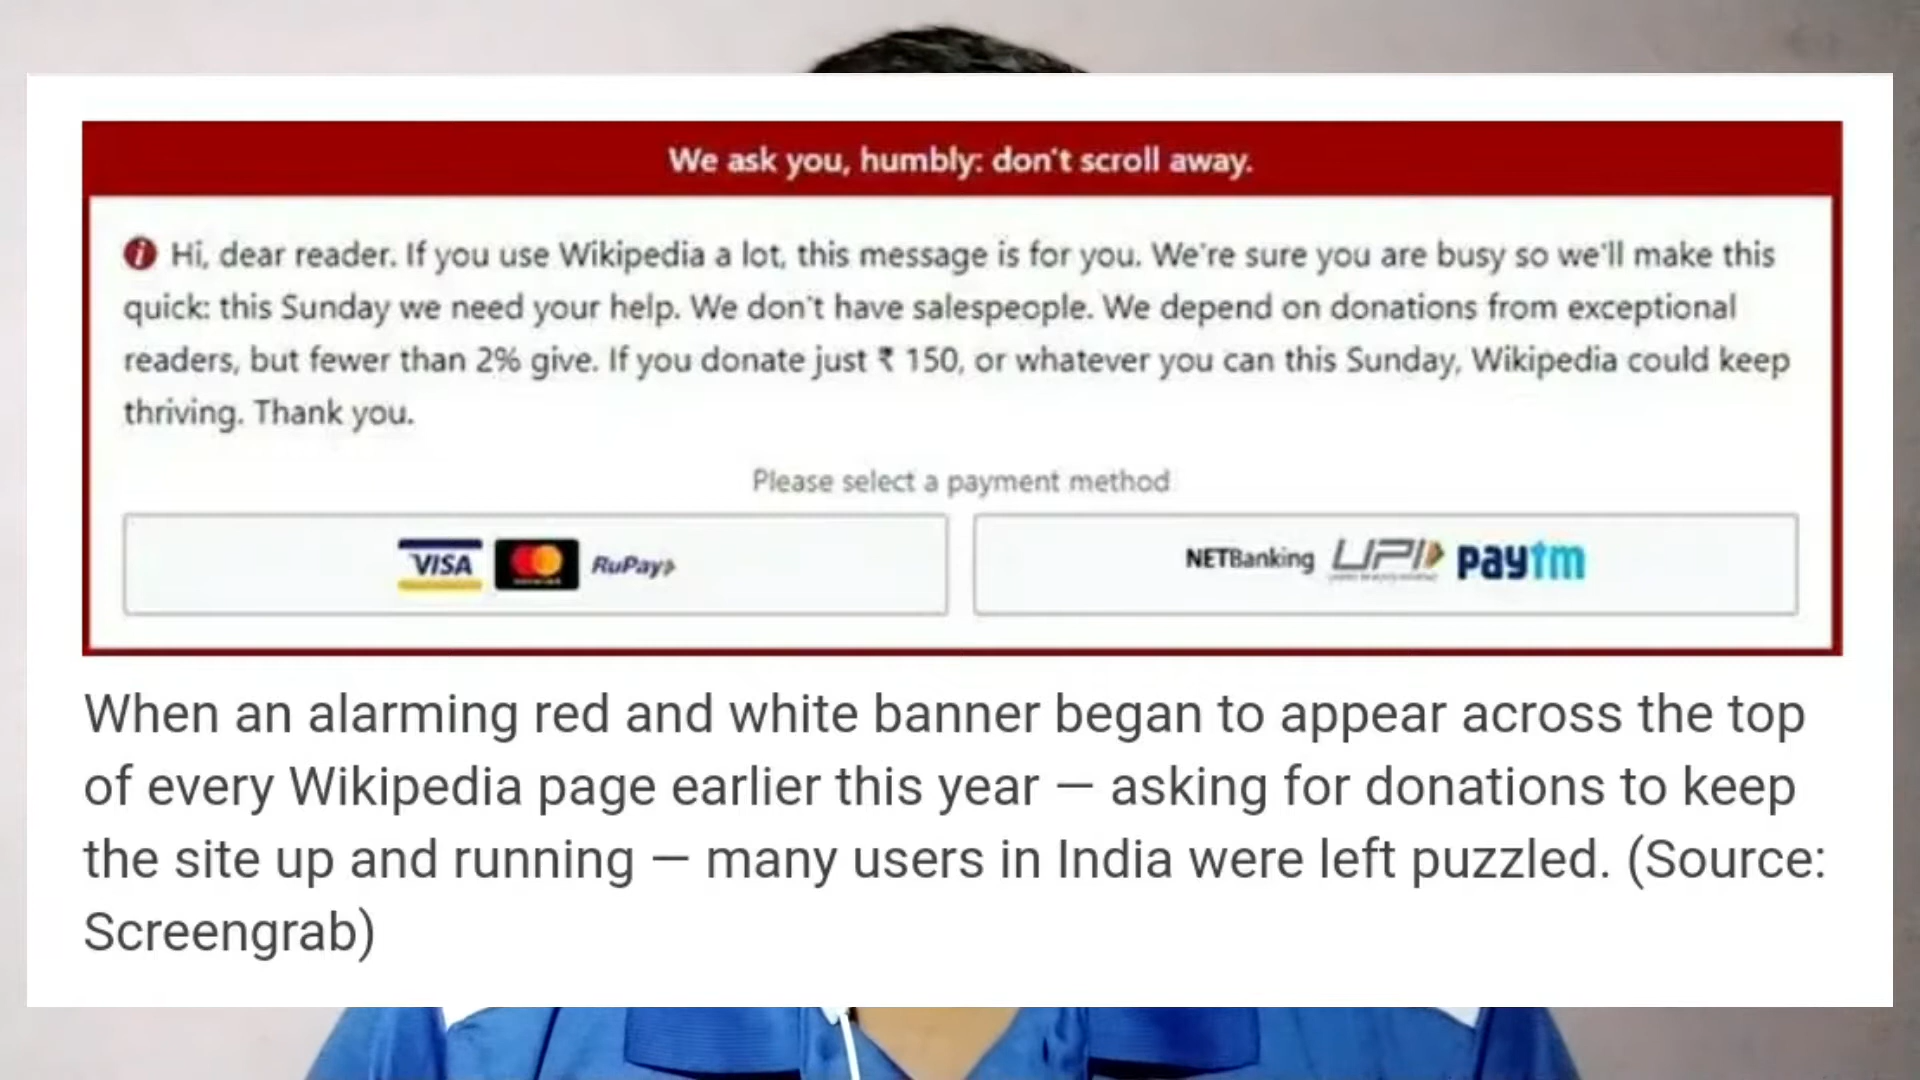 We ask you, humbly: don't scroll away.
Hi, dear reader. If you use Wikipedia a lot, this message is for you. We're sure you are busy so we'll make this
quick: this Sunday we need your help. We don't have salespeople. We depend on donations from exceptional
readers, but fewer than 2% give. If you donate just ₹ 150, or whatever you can this Sunday, Wikipedia could keep
thriving. Thank you.
Please select a payment method
VISA RuPay NETBanking UPI paytm
When an alarming red and white banner began to appear across the top
of every Wikipedia page earlier this year — asking for donations to keep
the site up and running — many users in India were left puzzled. (Source:
Screengrab)